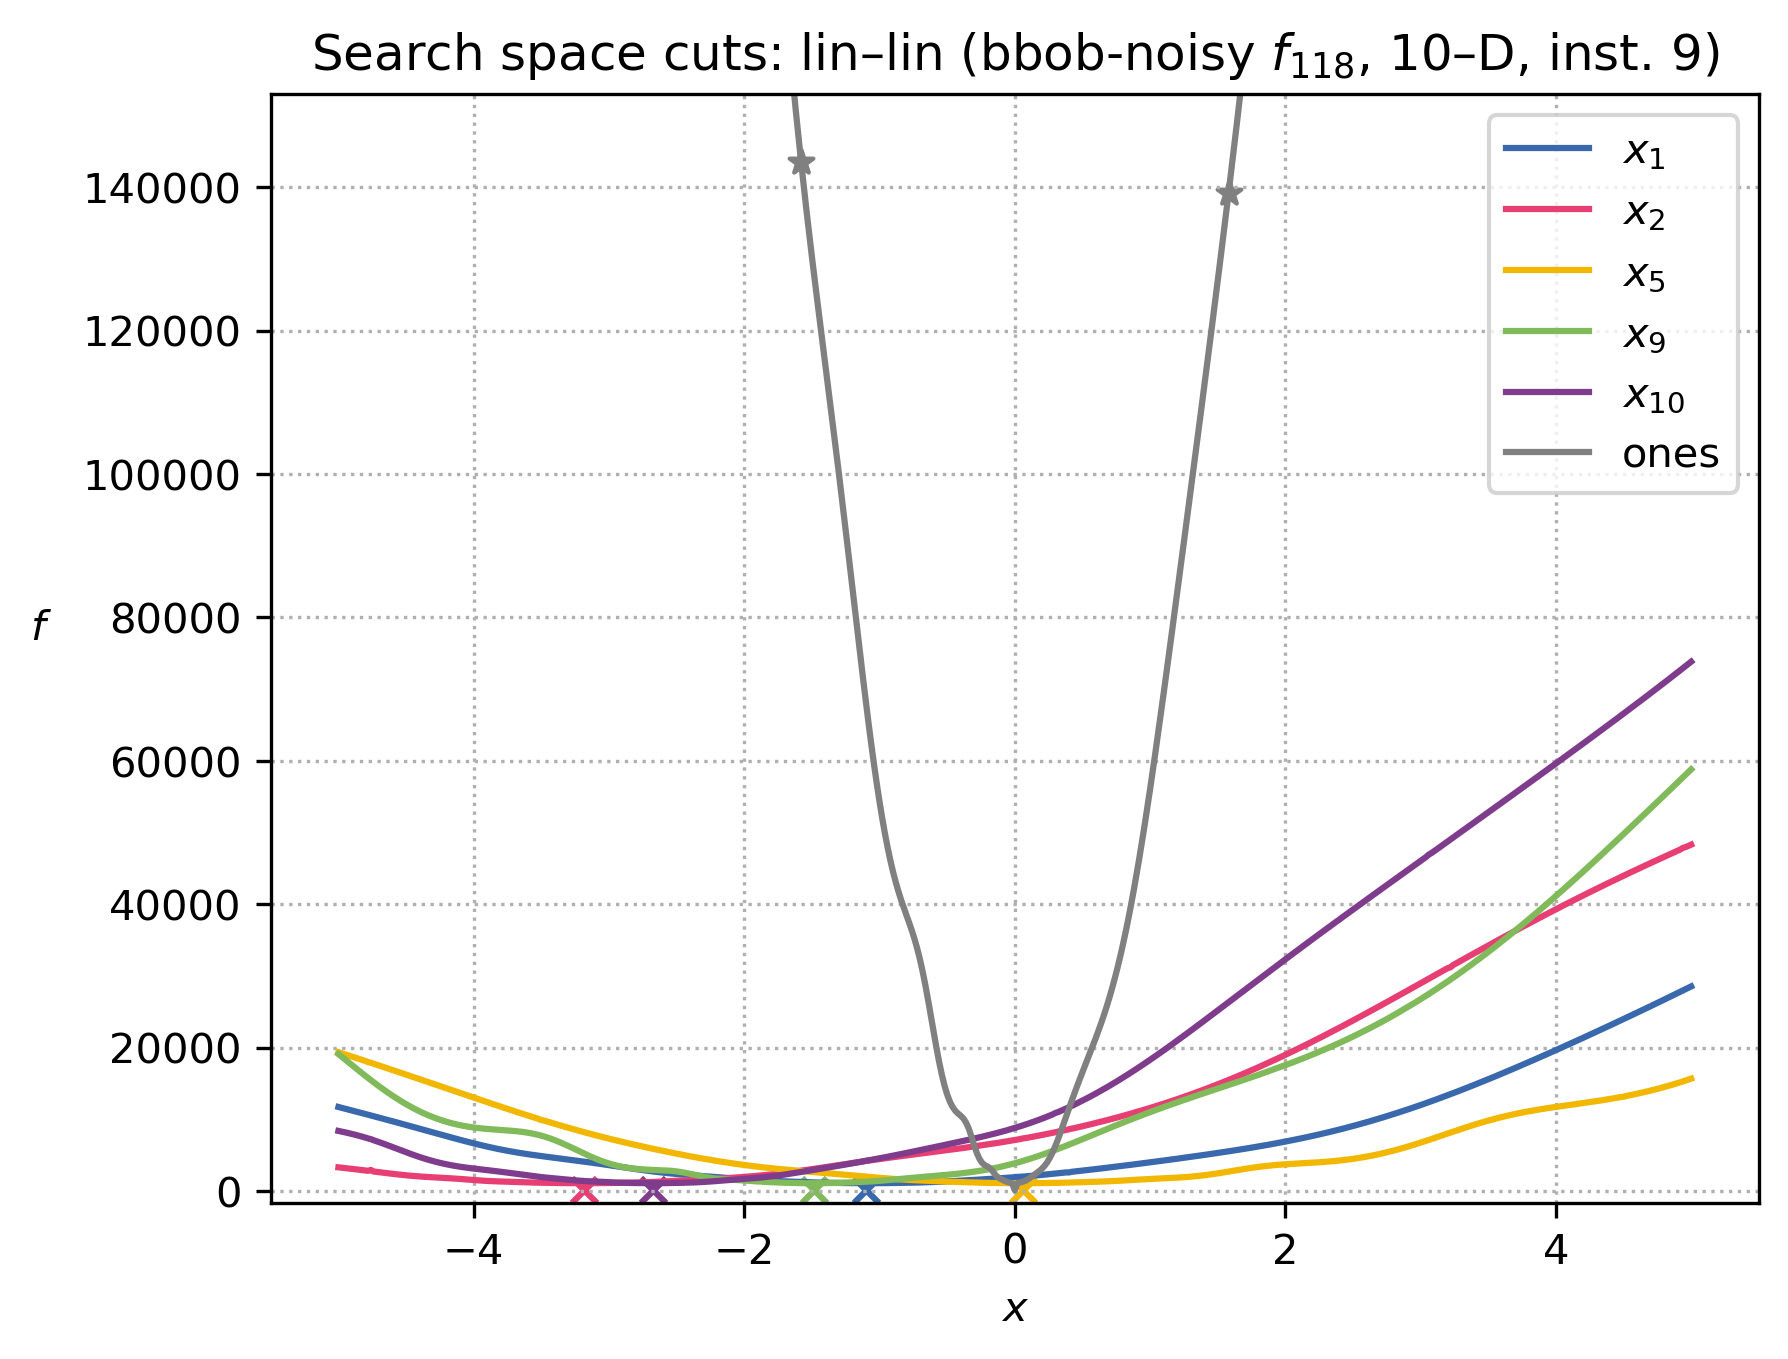 Search space cuts: lin–lin (bbob-noisy f₁₁₈, 10–D, inst. 9)
x₁
x₂
x₅
x₉
x₁₀
ones
140000
120000
100000
80000
60000
40000
20000
0
f
−4 −2 0 2 4
x